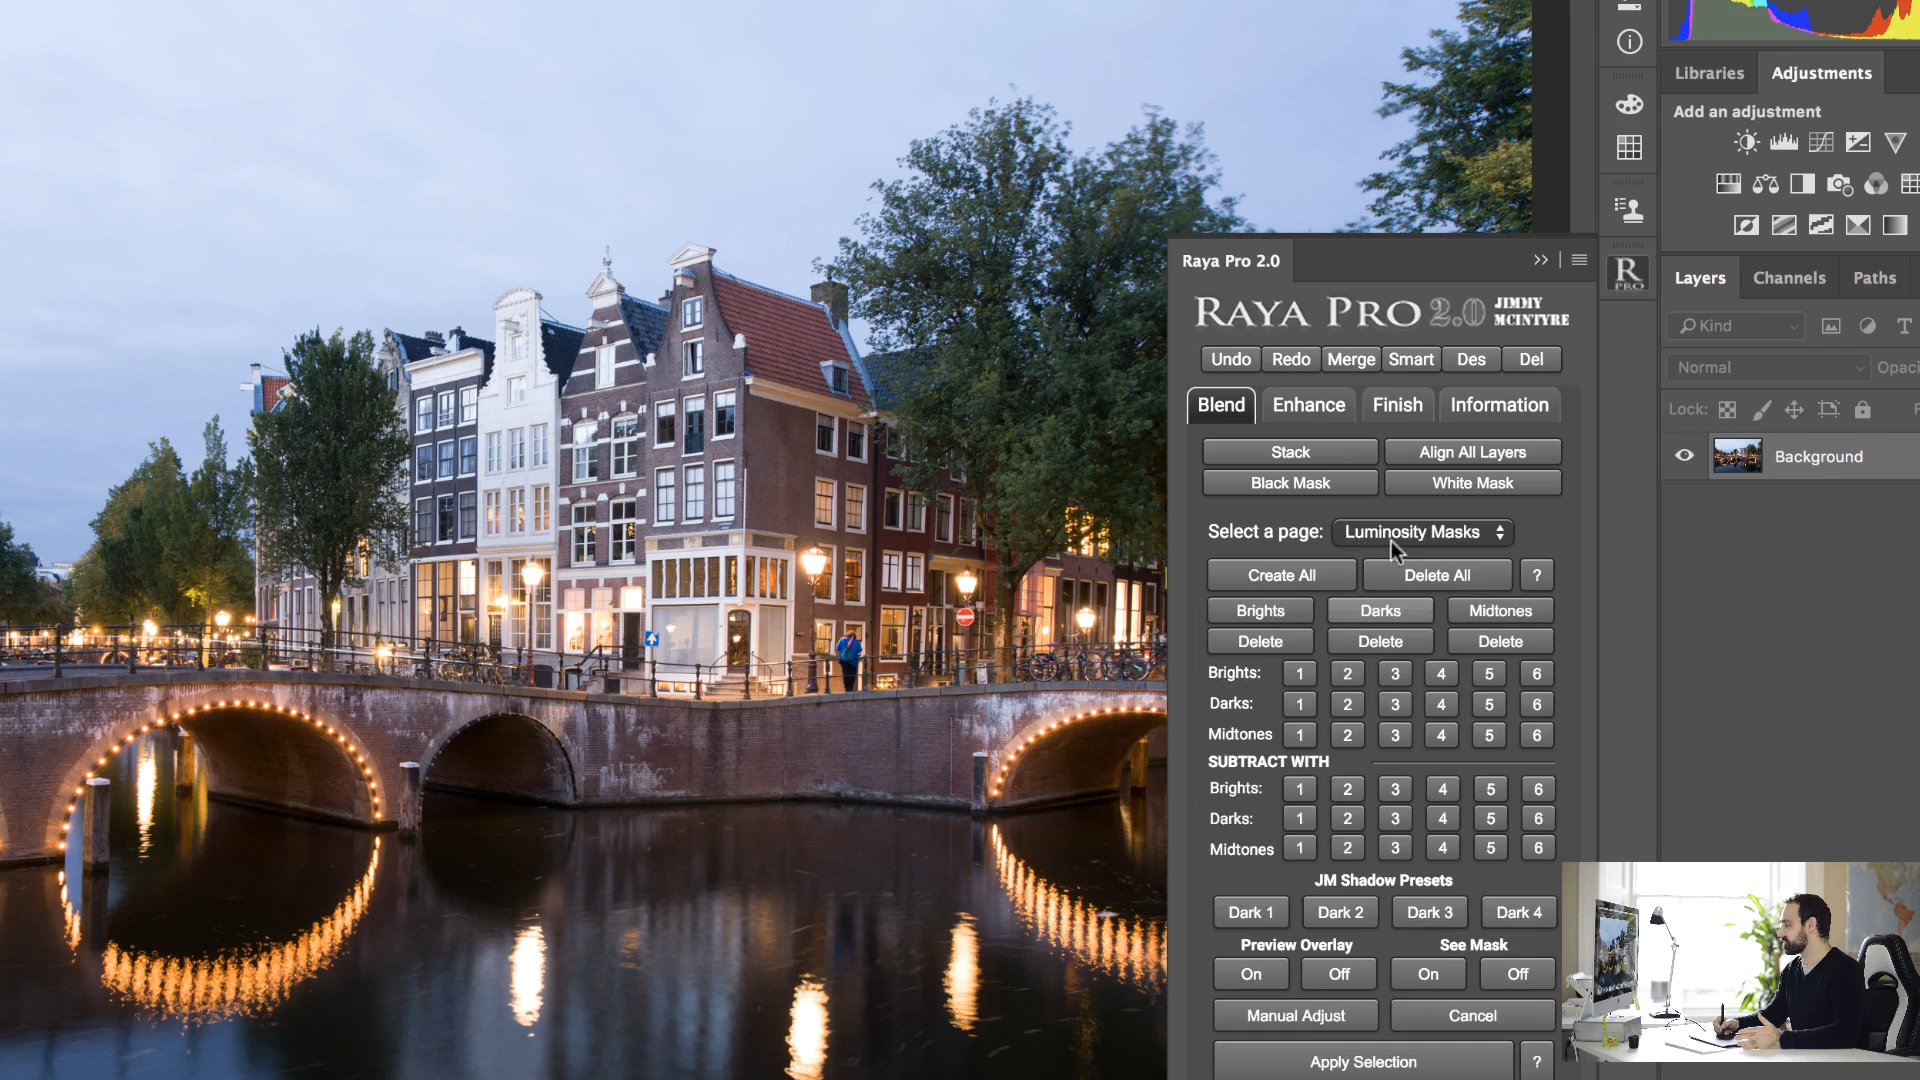 Libraries Adjustments
Add an adjustment
Raya Pro 2.0
RAYA PRO 2.0 JIMMY MCINTYRE
R PRO
Undo Redo Merge Smart Des Del
Blend Enhance Finish Information
Stack Align All Layers
Black Mask White Mask
Select a page: Luminosity Masks
Create All Delete All ?
Brights Darks Midtones
Delete Delete Delete
Brights: 1 2 3 4 5 6
Darks: 1 2 3 4 5 6
Midtones 1 2 3 4 5 6
SUBTRACT WITH
Brights: 1 2 3 4 5 6
Darks: 1 2 3 4 5 6
Midtones 1 2 3 4 5 6
JM Shadow Presets
Dark 1 Dark 2 Dark 3 Dark 4
Preview Overlay See Mask
On Off On Off
Manual Adjust Cancel
Apply Selection ?
Layers Channels Paths
Kind T
Normal Opaci
Lock: F
Background